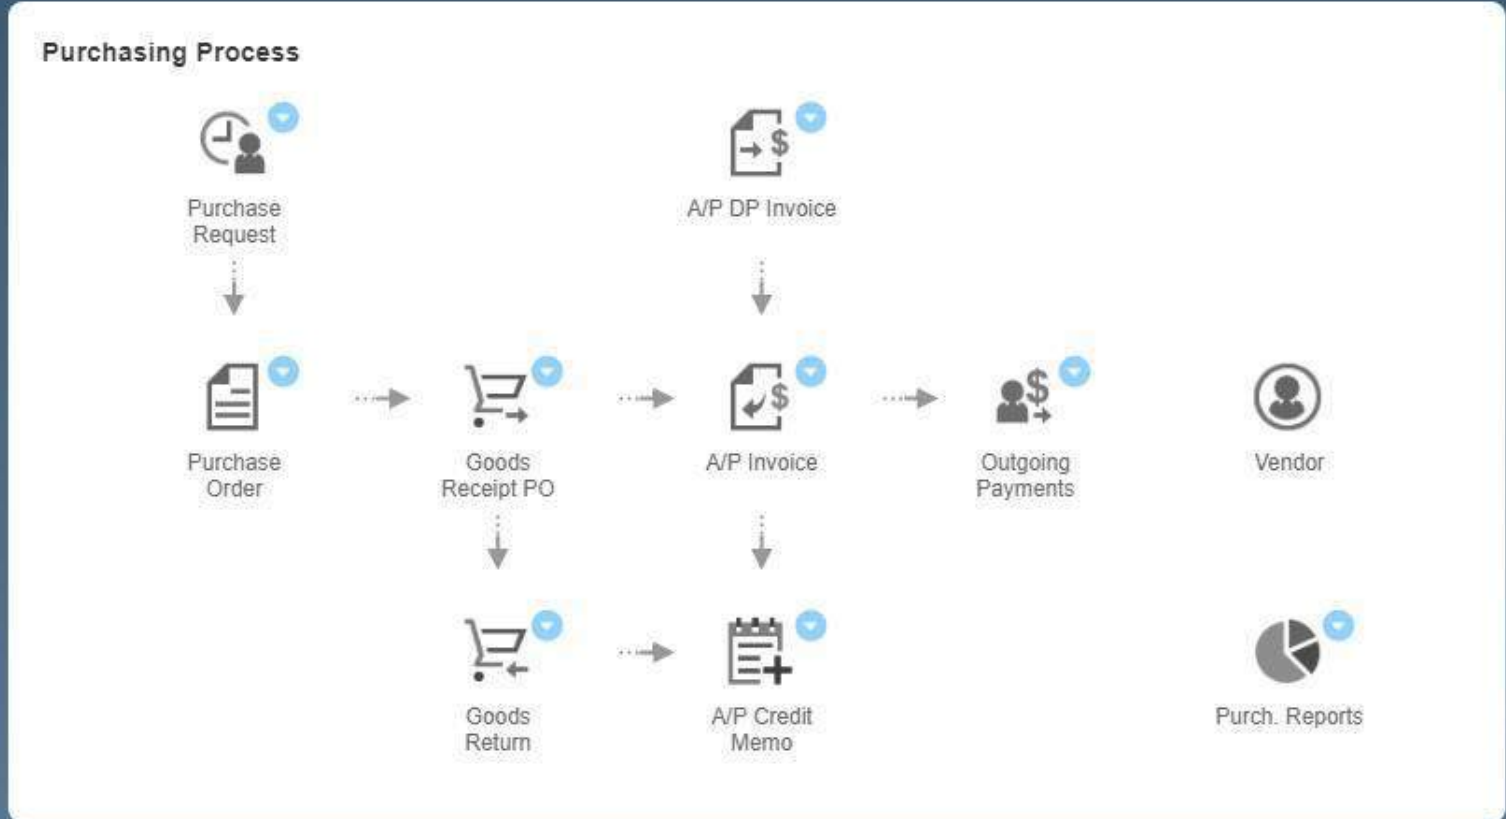 Purchasing Process
Purchase
Request
A/P DP Invoice
Purchase
Order
Goods
Receipt PO
A/P Invoice
Outgoing
Payments
Vendor
Goods
Return
A/P Credit
Memo
Purch. Reports